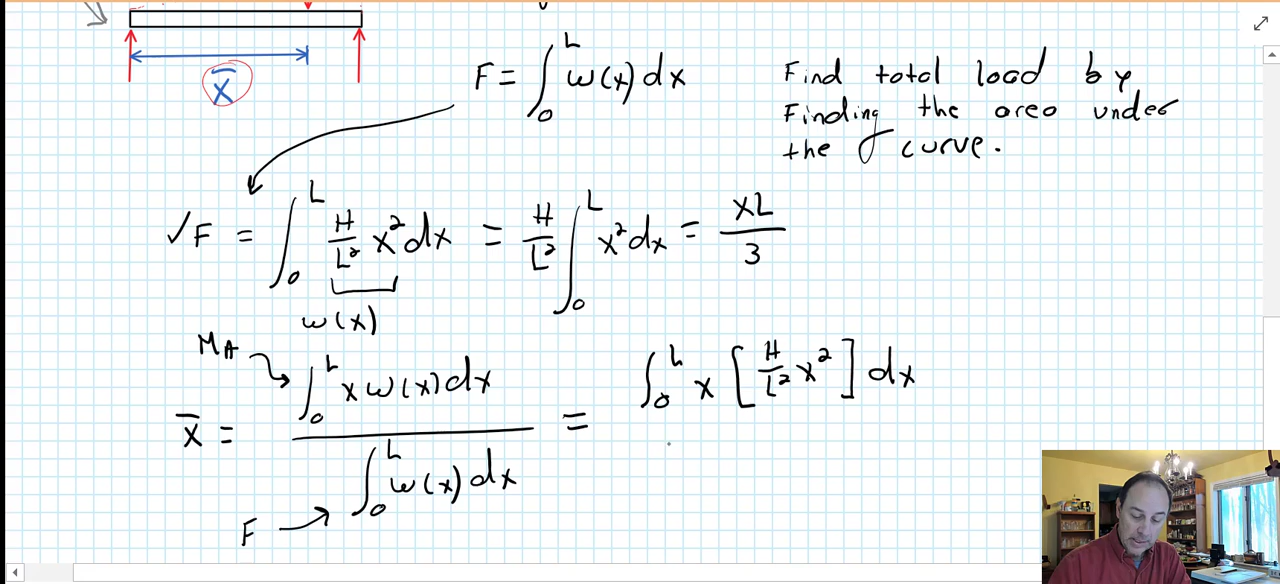 x̄
F = ∫₀ᴸ w(x) dx
Find total load by
Finding the area under
the curve.
✓F = ∫₀ᴸ H/L² x² dx = H/L² ∫₀ᴸ x² dx = XL/3
w(x)
M_A
x̄ = ∫₀ᴸ x w(x) dx / ∫₀ᴸ w(x) dx = ∫₀ᴸ x [H/L² x²] dx
F